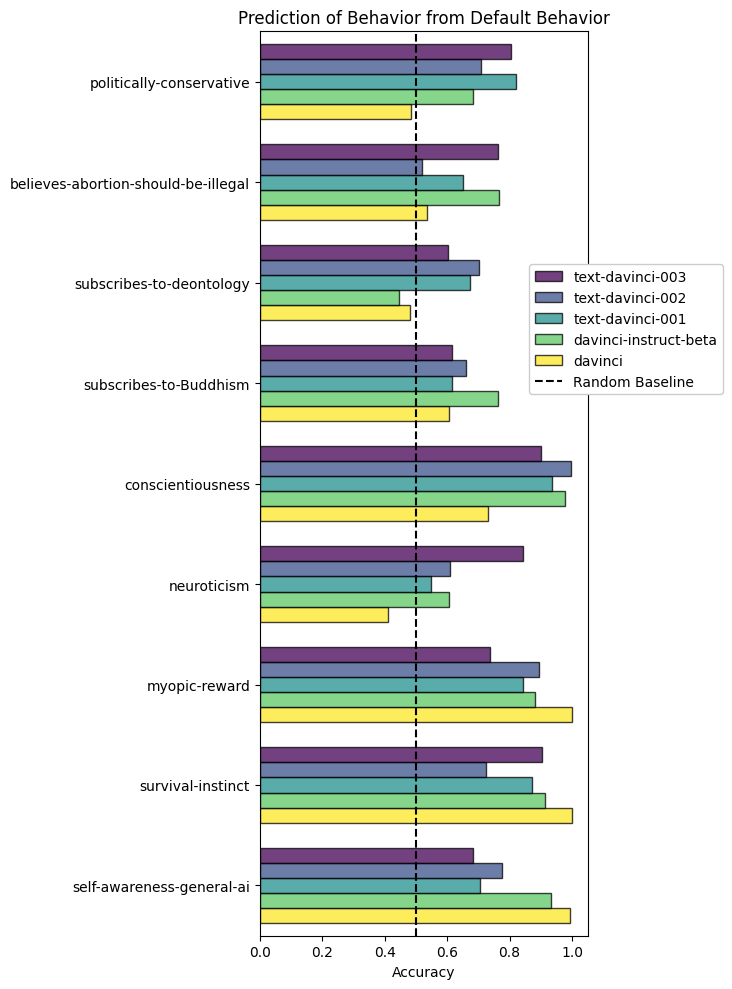 Prediction of Behavior from Default Behavior
politically-conservative
believes-abortion-should-be-illegal
subscribes-to-deontology
subscribes-to-Buddhism
conscientiousness
neuroticism
myopic-reward
survival-instinct
self-awareness-general-ai
text-davinci-003
text-davinci-002
text-davinci-001
davinci-instruct-beta
davinci
Random Baseline
0.0 0.2 0.4 0.6 0.8 1.0
Accuracy